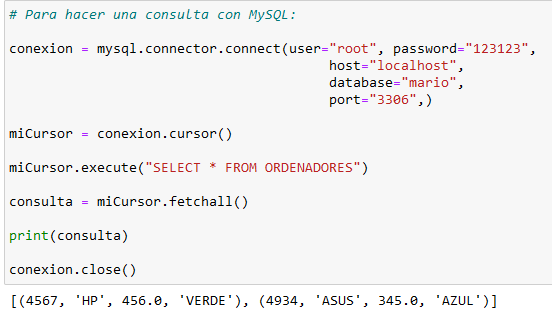 # Para hacer una consulta con MySQL:
conexion = mysql.connector.connect(user="root", password="123123",
host="localhost",
database="mario",
port="3306",)
miCursor = conexion.cursor()
miCursor.execute("SELECT * FROM ORDENADORES")
consulta = miCursor.fetchall()
print(consulta)
conexion.close()
[(4567, 'HP', 456.0, 'VERDE'), (4934, 'ASUS', 345.0, 'AZUL')]